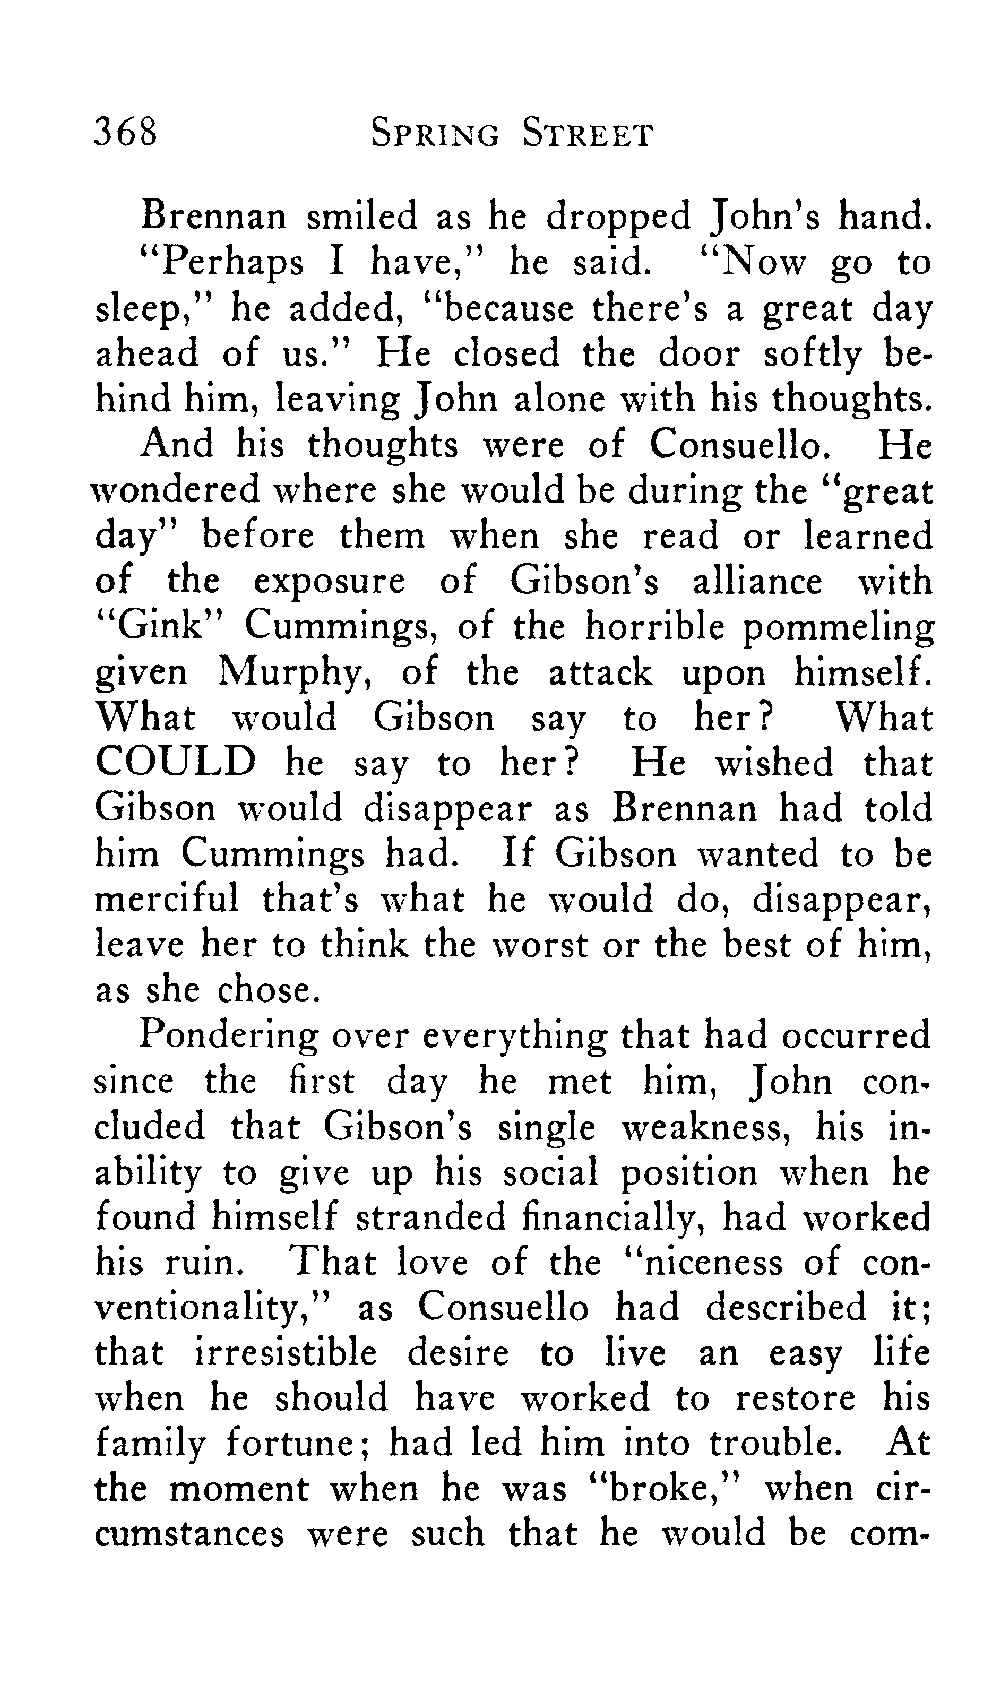 368 SPRING STREET
Brennan smiled as he dropped John's hand.
"Perhaps I have," he said. "Now go to
sleep," he added, "because there's a great day
ahead of us." He closed the door softly be-
hind him, leaving John alone with his thoughts.
And his thoughts were of Consuello. He
wondered where she would be during the "great
day" before them when she read or learned
of the exposure of Gibson's alliance with
"Gink" Cummings, of the horrible pommeling
given Murphy, of the attack upon himself.
What would Gibson say to her? What
COULD he say to her? He wished that
Gibson would disappear as Brennan had told
him Cummings had. If Gibson wanted to be
merciful that's what he would do, disappear,
leave her to think the worst or the best of him,
as she chose.
Pondering over everything that had occurred
since the first day he met him, John con-
cluded that Gibson's single weakness, his in-
ability to give up his social position when he
found himself stranded financially, had worked
his ruin. That love of the "niceness of con-
ventionality," as Consuello had described it;
that irresistible desire to live an easy life
when he should have worked to restore his
family fortune; had led him into trouble. At
the moment when he was "broke," when cir-
cumstances were such that he would be com-